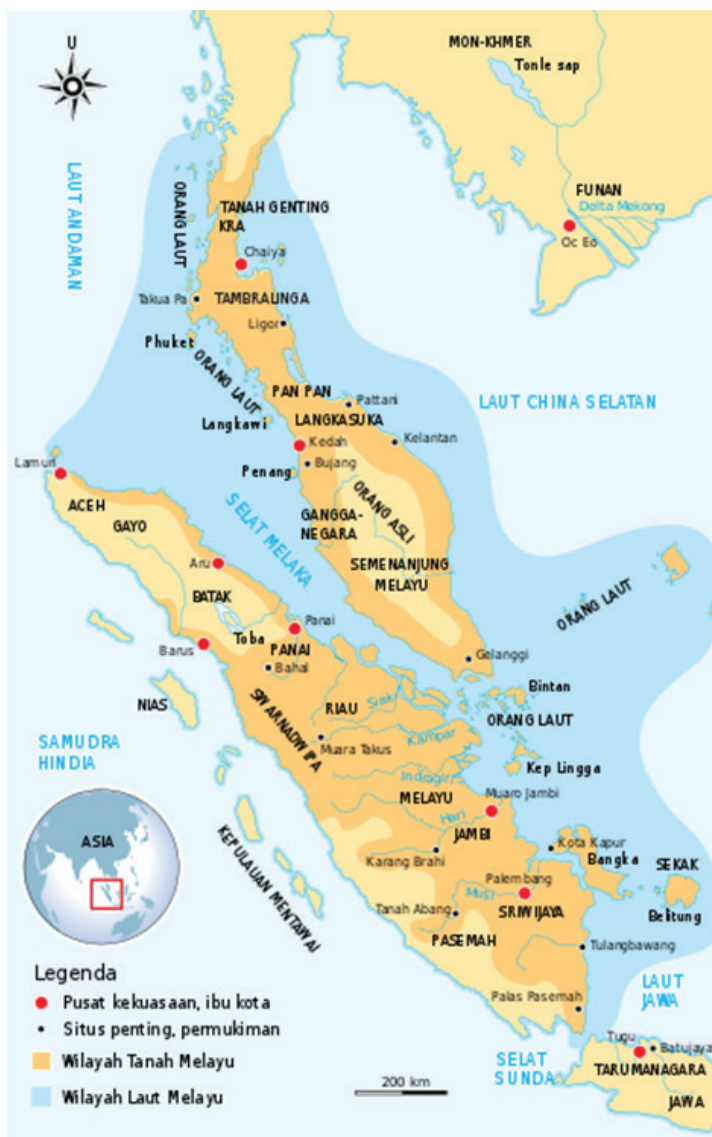 U
MON-KHMER
Tonle sap
LAUT ANDAMAN
ORANG LAUT
TANAH GENTING
KRA
FUNAN
Delta Mekong
Oc Eo
Chaiya
Takua Pa
TAMBRALINGA
Ligor
Phuket
ORANG LAUT
PAN PAN
Pattani
LAUT CHINA SELATAN
Langkawi
LANGKASUKA
Kelantan
Kedah
Lamuri
Penang
Bujang
ACEH
GAYO
SELAT MELAKA
GANGGA-
NEGARA
ORANG ASLI
SEMENANJUNG
MELAYU
Aru
BATAK
ORANG LAUT
Toba
Panai
PANAI
Barus
Bahal
Gelanggi
NIAS
SWARNADWIPA
RIAU
Siak
Bintan
ORANG LAUT
SAMUDRA
HINDIA
Muara Takus
Kampar
Indragiri
Kep Lingga
MELAYU
Muaro Jambi
ASIA
KEPULAUAN MENTAWAI
Hari
JAMBI
Karang Brahi
Kota Kapur
Bangka
SEKAK
Belitung
Palembang
Musi
Tanah Abang
SRIWIJAYA
PASEMAH
Tulangbawang
LAUT
JAWA
Palas Pasemah
Legenda
Pusat kekuasaan, ibu kota
Situs penting, permukiman
Wilayah Tanah Melayu
Wilayah Laut Melayu
200 km
SELAT
SUNDA
Tugu
Batujaya
TARUMANAGARA
JAWA